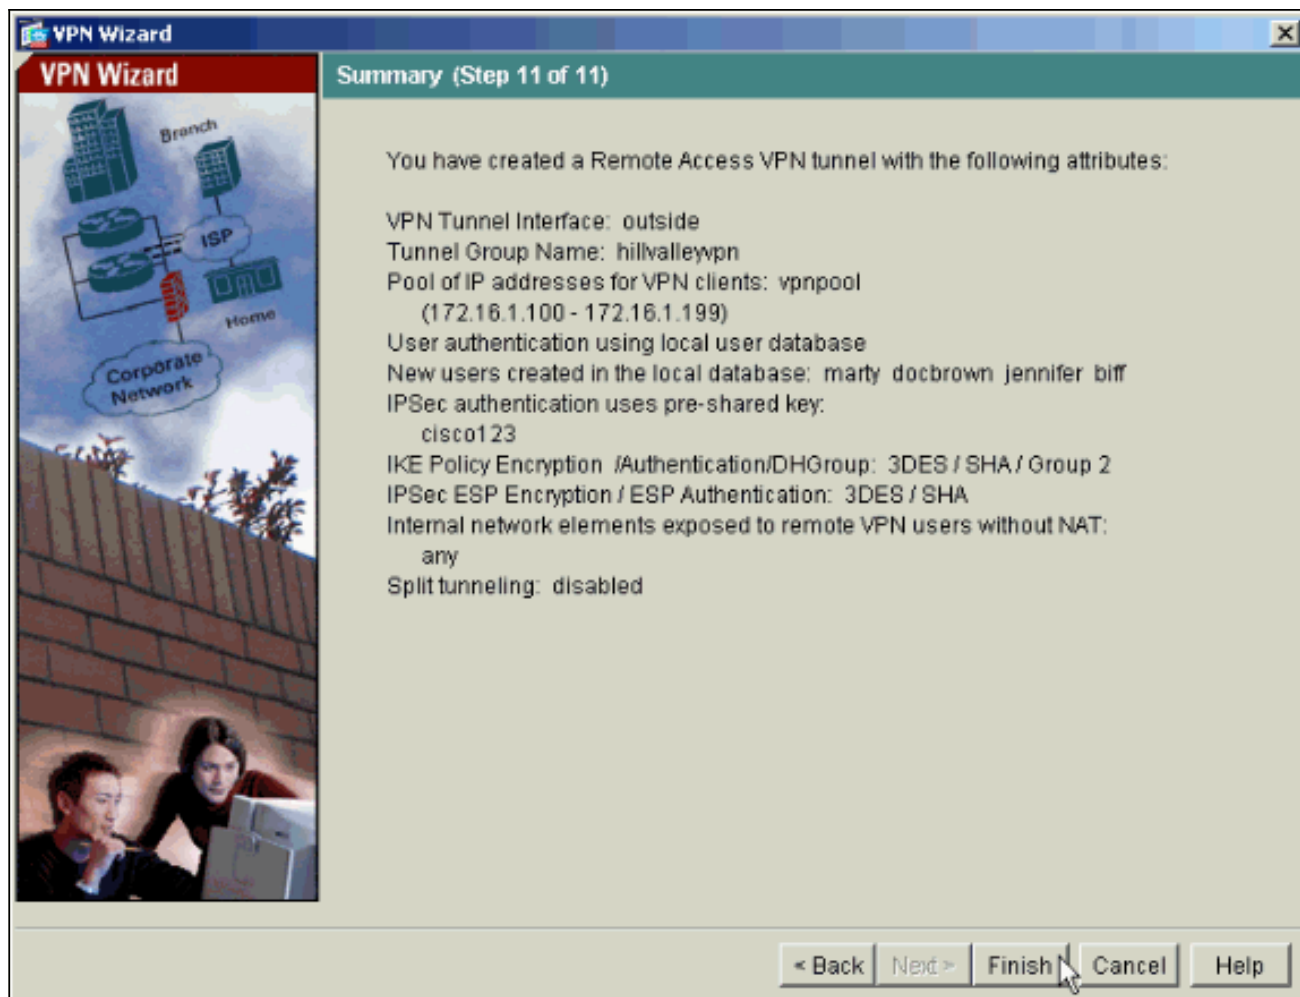 VPN Wizard
VPN Wizard
Summary (Step 11 of 11)
Branch
ISP
Home
Corporate
Network
You have created a Remote Access VPN tunnel with the following attributes:
VPN Tunnel Interface: outside
Tunnel Group Name: hillvalleyvpn
Pool of IP addresses for VPN clients: vpnpool
(172.16.1.100 - 172.16.1.199)
User authentication using local user database
New users created in the local database: marty docbrown jennifer biff
IPSec authentication uses pre-shared key:
cisco123
IKE Policy Encryption /Authentication/DHGroup: 3DES / SHA / Group 2
IPSec ESP Encryption / ESP Authentication: 3DES / SHA
Internal network elements exposed to remote VPN users without NAT:
any
Split tunneling: disabled
< Back
Next >
Finish
Cancel
Help